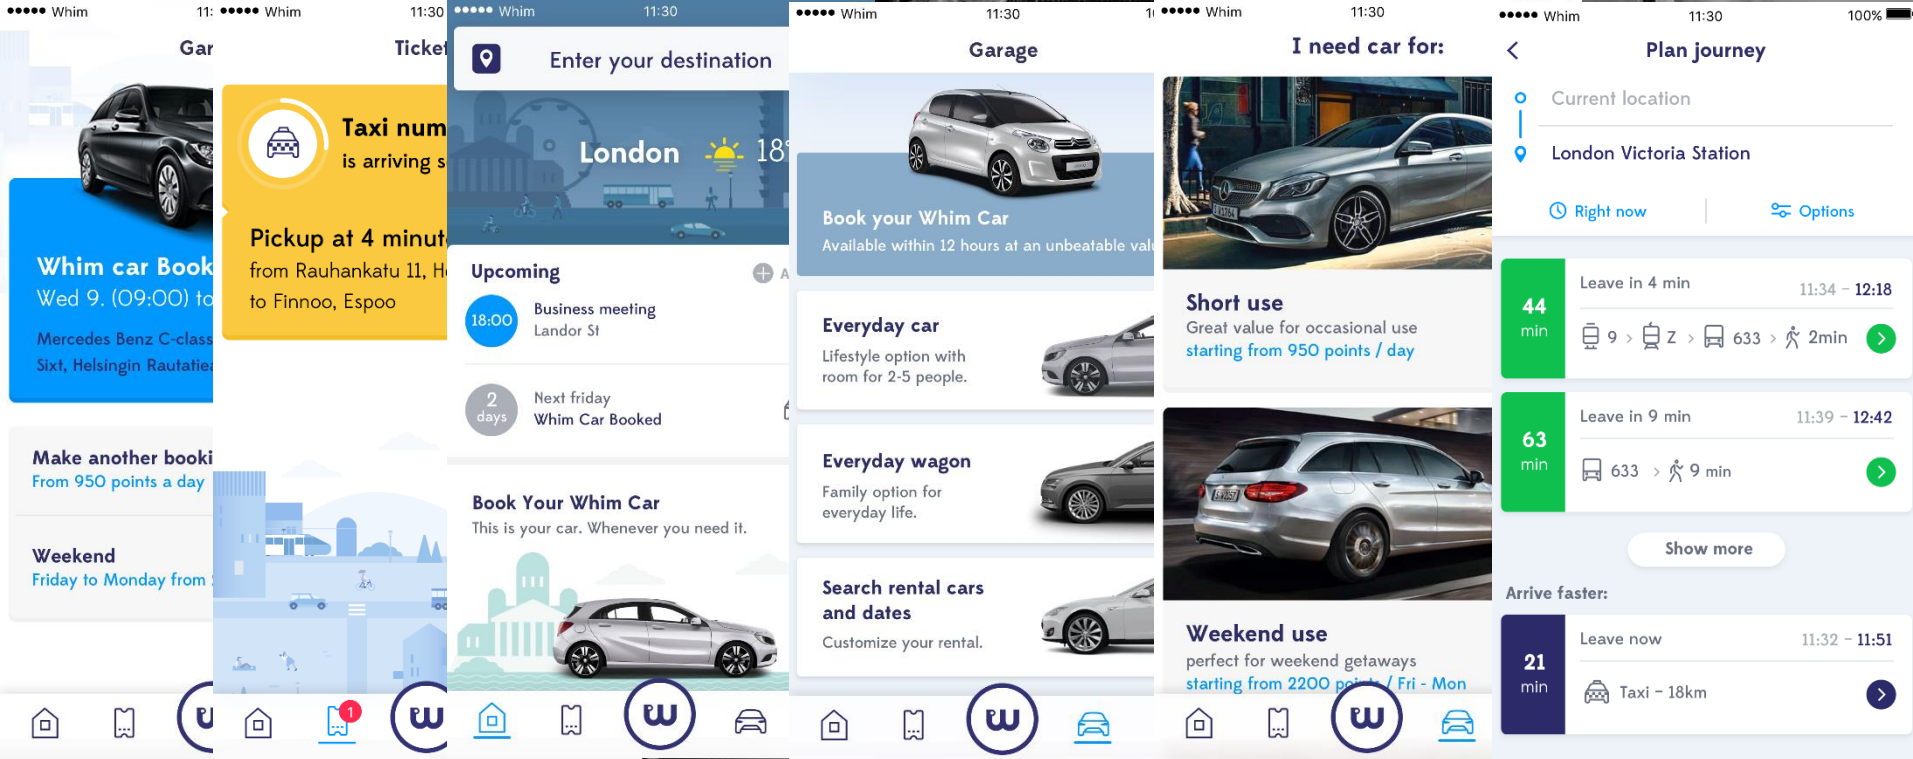 Whim
11:
Gar
Whim car Book
Wed 9. (09:00) to
Mercedes Benz C-class
Sixt, Helsingin Rautatiea
Make another booki
From 950 points a day
Weekend
Friday to Monday from
Whim
11:30
Ticket
Taxi num
is arriving s
Pickup at 4 minut
from Rauhankatu 11, He
to Finnoo, Espoo
1
Whim
11:30
Enter your destination
London
18°
Upcoming
A
18:00
Business meeting
Landor St
2
days
Next friday
Whim Car Booked
Book Your Whim Car
This is your car. Whenever you need it.
Whim
11:30
1
Garage
Book your Whim Car
Available within 12 hours at an unbeatable valu
Everyday car
Lifestyle option with
room for 2-5 people.
Everyday wagon
Family option for
everyday life.
Search rental cars
and dates
Customize your rental.
Whim
11:30
I need car for:
Short use
Great value for occasional use
starting from 950 points / day
Weekend use
perfect for weekend getaways
starting from 2200 points / Fri - Mon
Whim
11:30
100%
Plan journey
Current location
London Victoria Station
Right now
Options
44
min
Leave in 4 min
11:34 - 12:18
9 > Z > 633 > 2min
63
min
Leave in 9 min
11:39 - 12:42
633 > 9 min
Show more
Arrive faster:
21
min
Leave now
11:32 - 11:51
Taxi - 18km